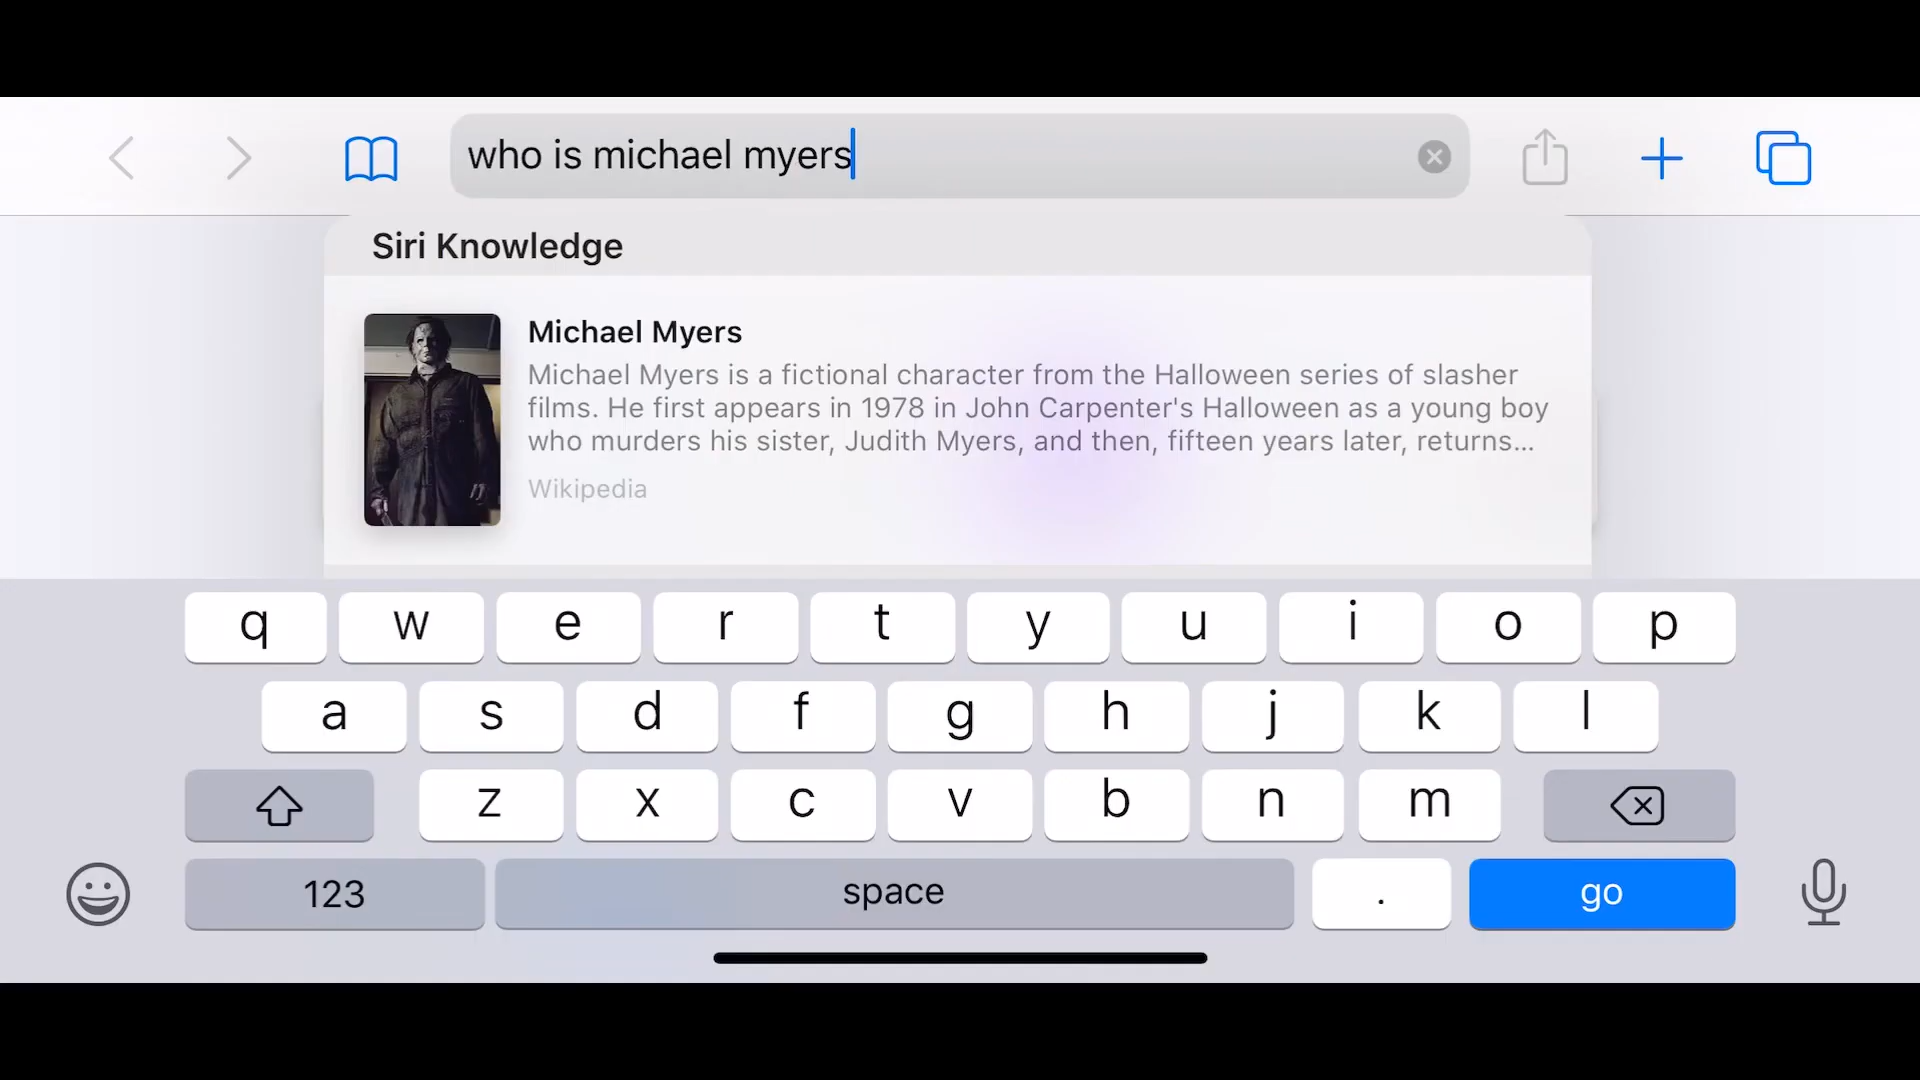 who is michael myers
Siri Knowledge
Michael Myers
Michael Myers is a fictional character from the Halloween series of slasher
films. He first appears in 1978 in John Carpenter's Halloween as a young boy
who murders his sister, Judith Myers, and then, fifteen years later, returns...
Wikipedia
q w e r t y u i o p
a s d f g h j k l
z x c v b n m
123 space . go